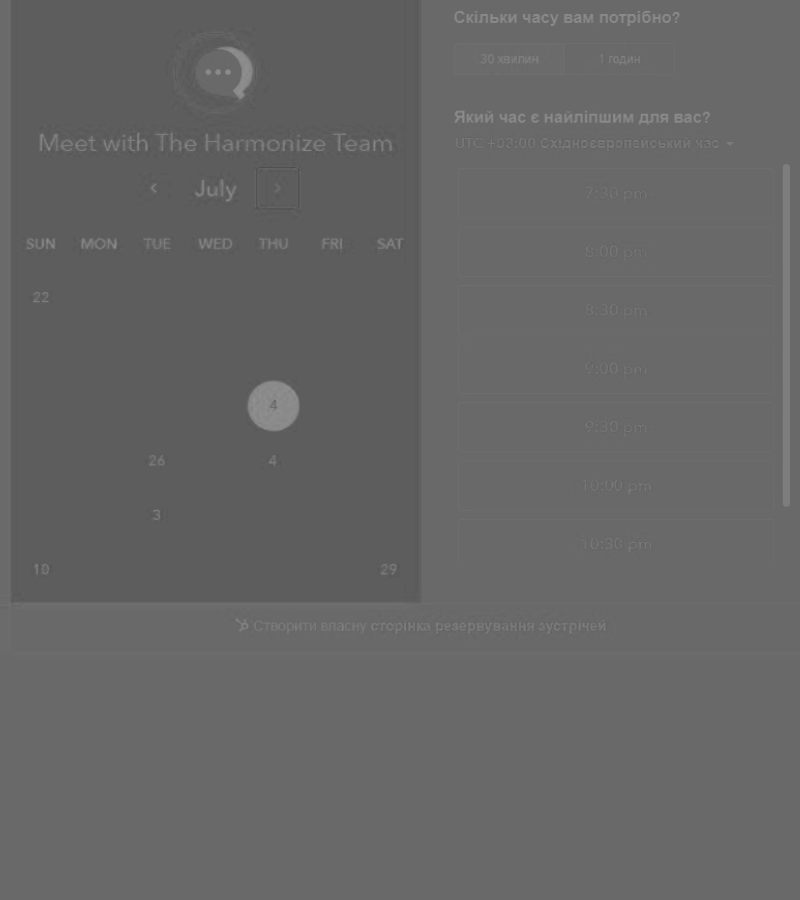 Meet with The Harmonize Team
July
SUN MON TUE WED THU FRI SAT
22
4
26 4
3
10 29
Скільки часу вам потрібно?
30 хвилин 1 годин
Який час є найліпшим для вас?
UTC +03:00 Східноєвропейський час
7:30 pm
8:00 pm
8:30 pm
9:00 pm
9:30 pm
10:00 pm
10:30 pm
Створити власну сторінка резервування зустрічей